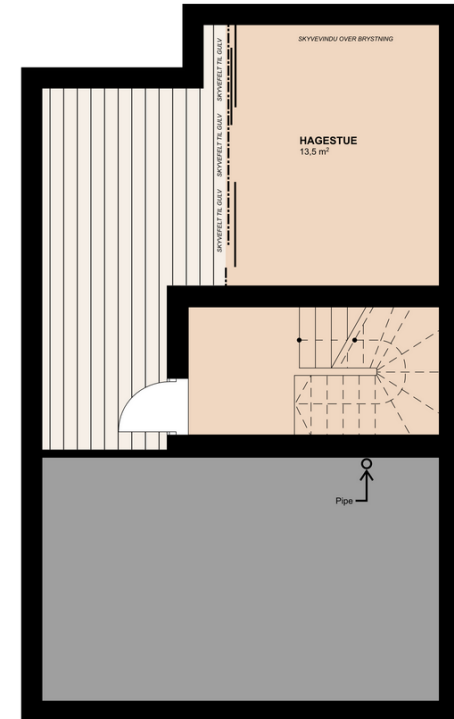 SKYVEVINDU OVER BRYSTNING
SKYVEFELT TIL GULV
SKYVEFELT TIL GULV
SKYVEFELT TIL GULV
HAGESTUE
13,5 m²
Pipe